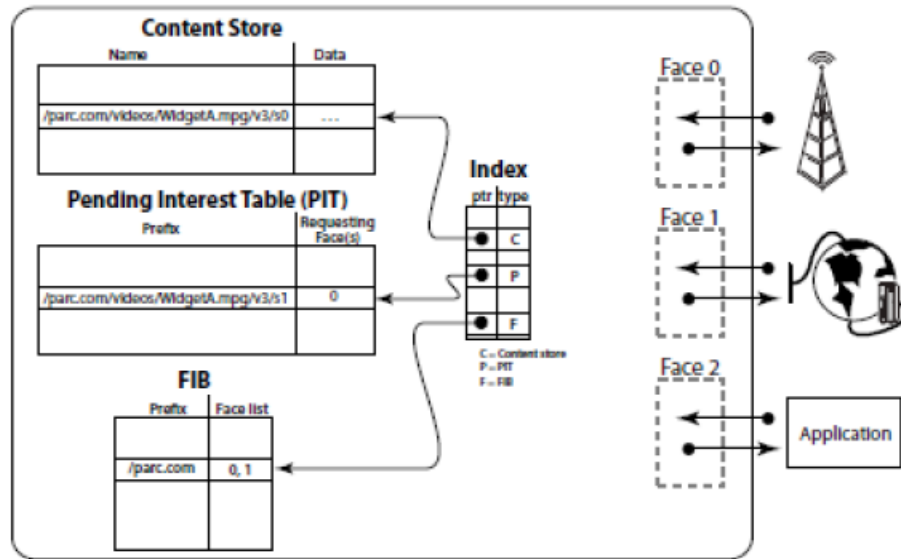 Content Store
Name Data
/parc.com/videos/WidgetA.mpg/v3/s0 ...
Pending Interest Table (PIT)
Prefix Requesting Face(s)
/parc.com/videos/WidgetA.mpg/v3/s1 0
FIB
Prefix Face list
/parc.com 0, 1
Index
ptr type
C
P
F
C = Content store
P = PIT
F = FIB
Face 0
Face 1
Face 2
Application